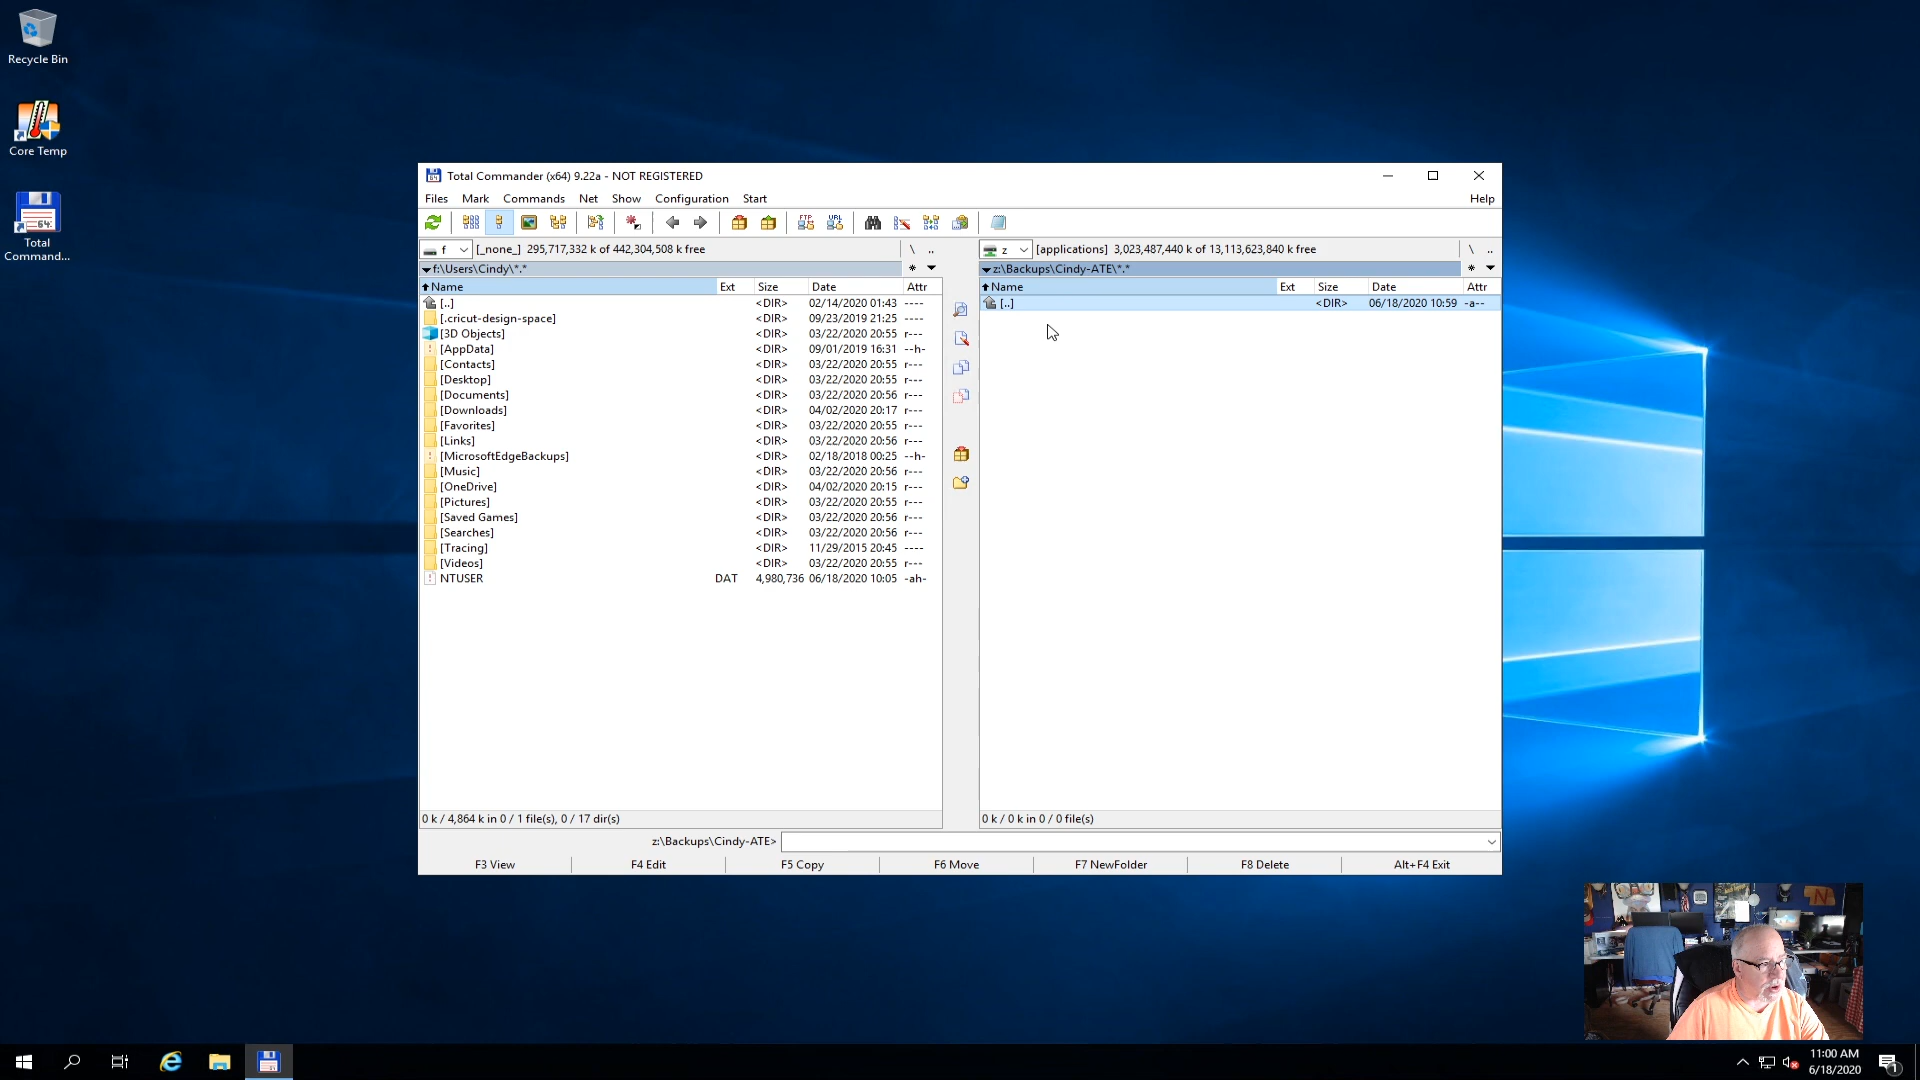 Recycle Bin
Core Temp
64
Total
Command...
Total Commander (x64) 9.22a - NOT REGISTERED
Files Mark Commands Net Show Configuration Start Help
FTP URL
f [_none_] 295,717,332 k of 442,304,508 k free \ ..
z [applications] 3,023,487,440 k of 13,113,623,840 k free \ ..
f:\Users\Cindy\*.* *
z:\Backups\Cindy-ATE\*.* *
Name Ext Size Date Attr
[..] <DIR> 02/14/2020 01:43 ----
[.cricut-design-space] <DIR> 09/23/2019 21:25 ----
[3D Objects] <DIR> 03/22/2020 20:55 r---
[AppData] <DIR> 09/01/2019 16:31 --h-
[Contacts] <DIR> 03/22/2020 20:55 r---
[Desktop] <DIR> 03/22/2020 20:55 r---
[Documents] <DIR> 03/22/2020 20:56 r---
[Downloads] <DIR> 04/02/2020 20:17 r---
[Favorites] <DIR> 03/22/2020 20:55 r---
[Links] <DIR> 03/22/2020 20:56 r---
[MicrosoftEdgeBackups] <DIR> 02/18/2018 00:25 --h-
[Music] <DIR> 03/22/2020 20:56 r---
[OneDrive] <DIR> 04/02/2020 20:15 r---
[Pictures] <DIR> 03/22/2020 20:55 r---
[Saved Games] <DIR> 03/22/2020 20:56 r---
[Searches] <DIR> 03/22/2020 20:56 r---
[Tracing] <DIR> 11/29/2015 20:45 ----
[Videos] <DIR> 03/22/2020 20:55 r---
NTUSER DAT 4,980,736 06/18/2020 10:05 -ah-
Name Ext Size Date Attr
[..] <DIR> 06/18/2020 10:59 -a--
0 k / 4,864 k in 0 / 1 file(s), 0 / 17 dir(s)
0 k / 0 k in 0 / 0 file(s)
z:\Backups\Cindy-ATE>
F3 View F4 Edit F5 Copy F6 Move F7 NewFolder F8 Delete Alt+F4 Exit
N
11:00 AM
6/18/2020
1